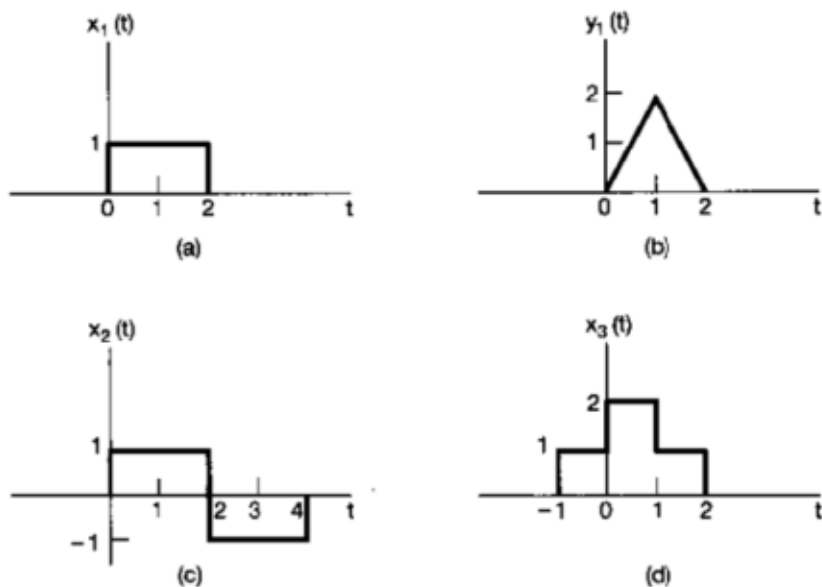 x₁ (t)
y₁ (t)
2
1
1
0 1 2 t
0 1 2 t
(a)
(b)
x₂ (t)
x₃ (t)
2
1
1
1 2 3 4 t
-1 0 1 2 t
-1
(c)
(d)